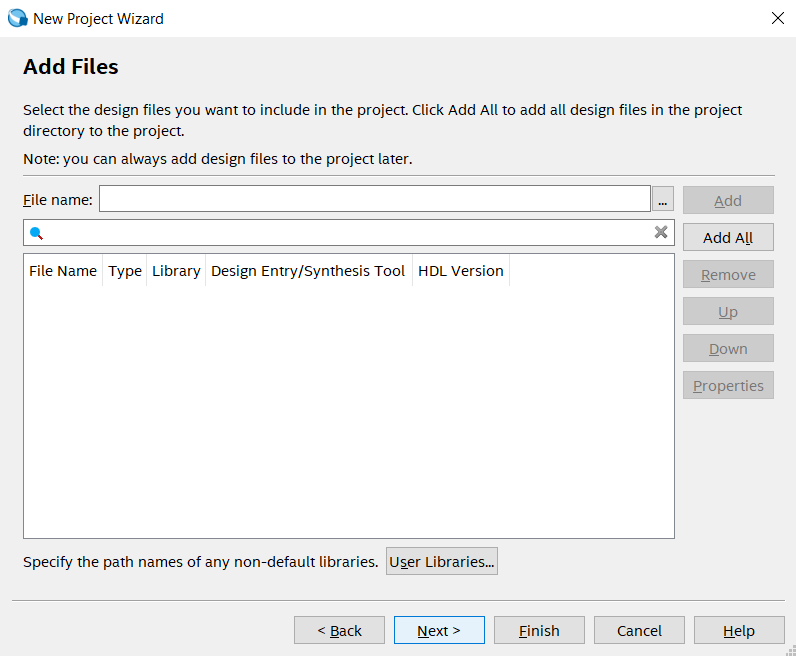 New Project Wizard
Add Files
Select the design files you want to include in the project. Click Add All to add all design files in the project
directory to the project.
Note: you can always add design files to the project later.
File name:
...
Add
Add All
File Name Type Library Design Entry/Synthesis Tool HDL Version
Remove
Up
Down
Properties
Specify the path names of any non-default libraries. User Libraries...
< Back Next > Finish Cancel Help